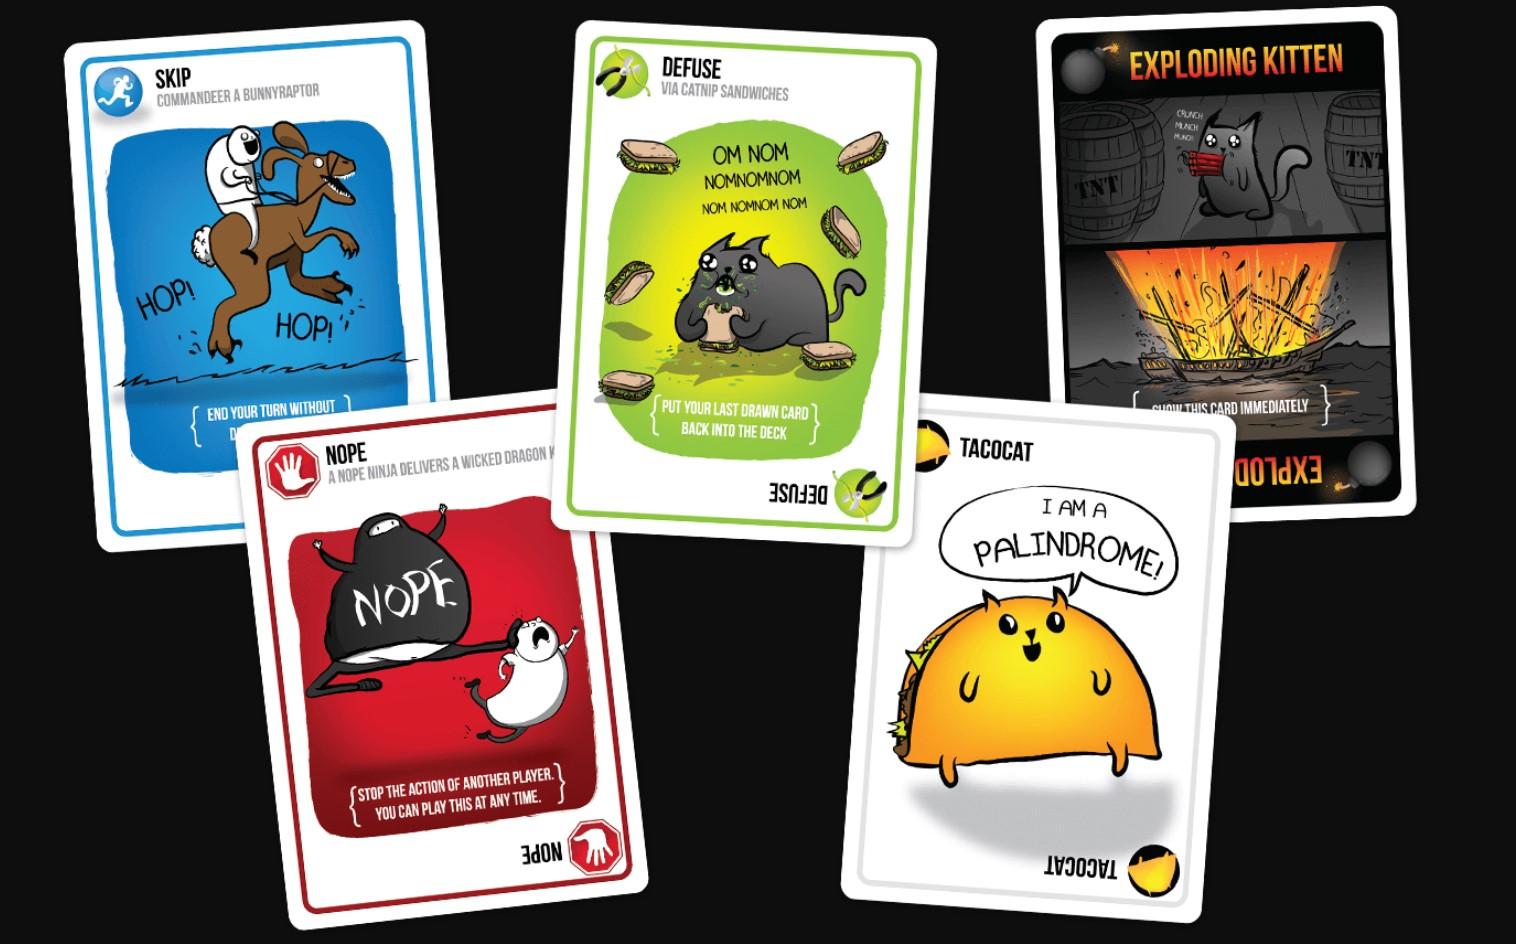 SKIP
COMMANDEER A BUNNYRAPTOR
HOP!
HOP!
END YOUR TURN WITHOUT
DEFUSE
VIA CATNIP SANDWICHES
OM NOM
NOMNOMNOM
NOM NOMNOM NOM
PUT YOUR LAST DRAWN CARD
BACK INTO THE DECK
DEFUSE
EXPLODING KITTEN
CRUNCH
MUNCH
MUNCH
TNT
TNT
SHOW THIS CARD IMMEDIATELY
EXPLOD
NOPE
A NOPE NINJA DELIVERS A WICKED DRAGON K
NOPE
STOP THE ACTION OF ANOTHER PLAYER.
YOU CAN PLAY THIS AT ANY TIME.
NOPE
TACOCAT
I AM A
PALINDROME!
TACOCAT